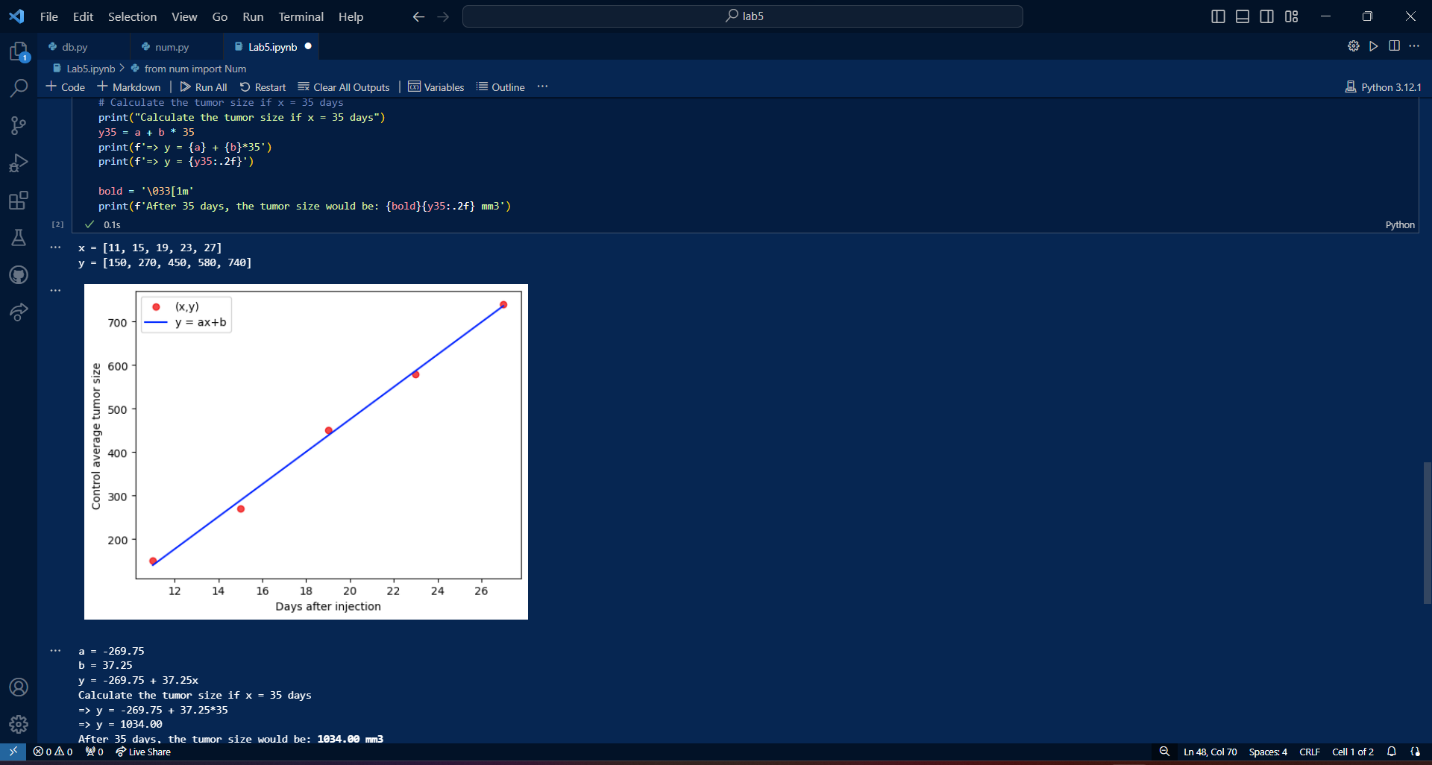 File Edit Selection View Go Run Terminal Help
lab5
1
db.py num.py Lab5.ipynb
Lab5.ipynb > from num import Num
Code Markdown Run All Restart Clear All Outputs Variables Outline ...
Python 3.12.1
# Calculate the tumor size if x = 35 days
print("Calculate the tumor size if x = 35 days")
y35 = a + b * 35
print(f'=> y = {a} + {b}*35')
print(f'=> y = {y35:.2f}')
bold = '\033[1m'
print(f'After 35 days, the tumor size would be: {bold}{y35:.2f} mm3')
[2] ✓ 0.1s Python
x = [11, 15, 19, 23, 27]
y = [150, 270, 450, 580, 740]
(x,y)
y = ax+b
Control average tumor size
700
600
500
400
300
200
12 14 16 18 20 22 24 26
Days after injection
a = -269.75
b = 37.25
y = -269.75 + 37.25x
Calculate the tumor size if x = 35 days
=> y = -269.75 + 37.25*35
=> y = 1034.00
After 35 days, the tumor size would be: 1034.00 mm3
0 0 0 Live Share Ln 48, Col 70 Spaces: 4 CRLF Cell 1 of 2